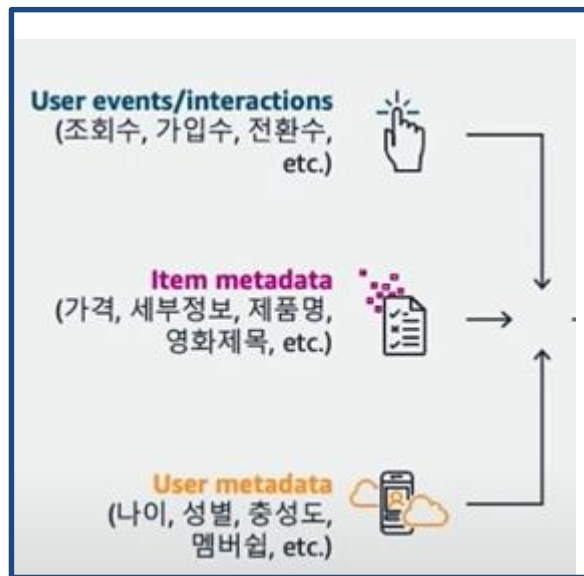 User events/interactions
(조회수, 가입수, 전환수,
etc.)
Item metadata
(가격, 세부정보, 제품명,
영화제목, etc.)
User metadata
(나이, 성별, 충성도,
멤버쉽, etc.)